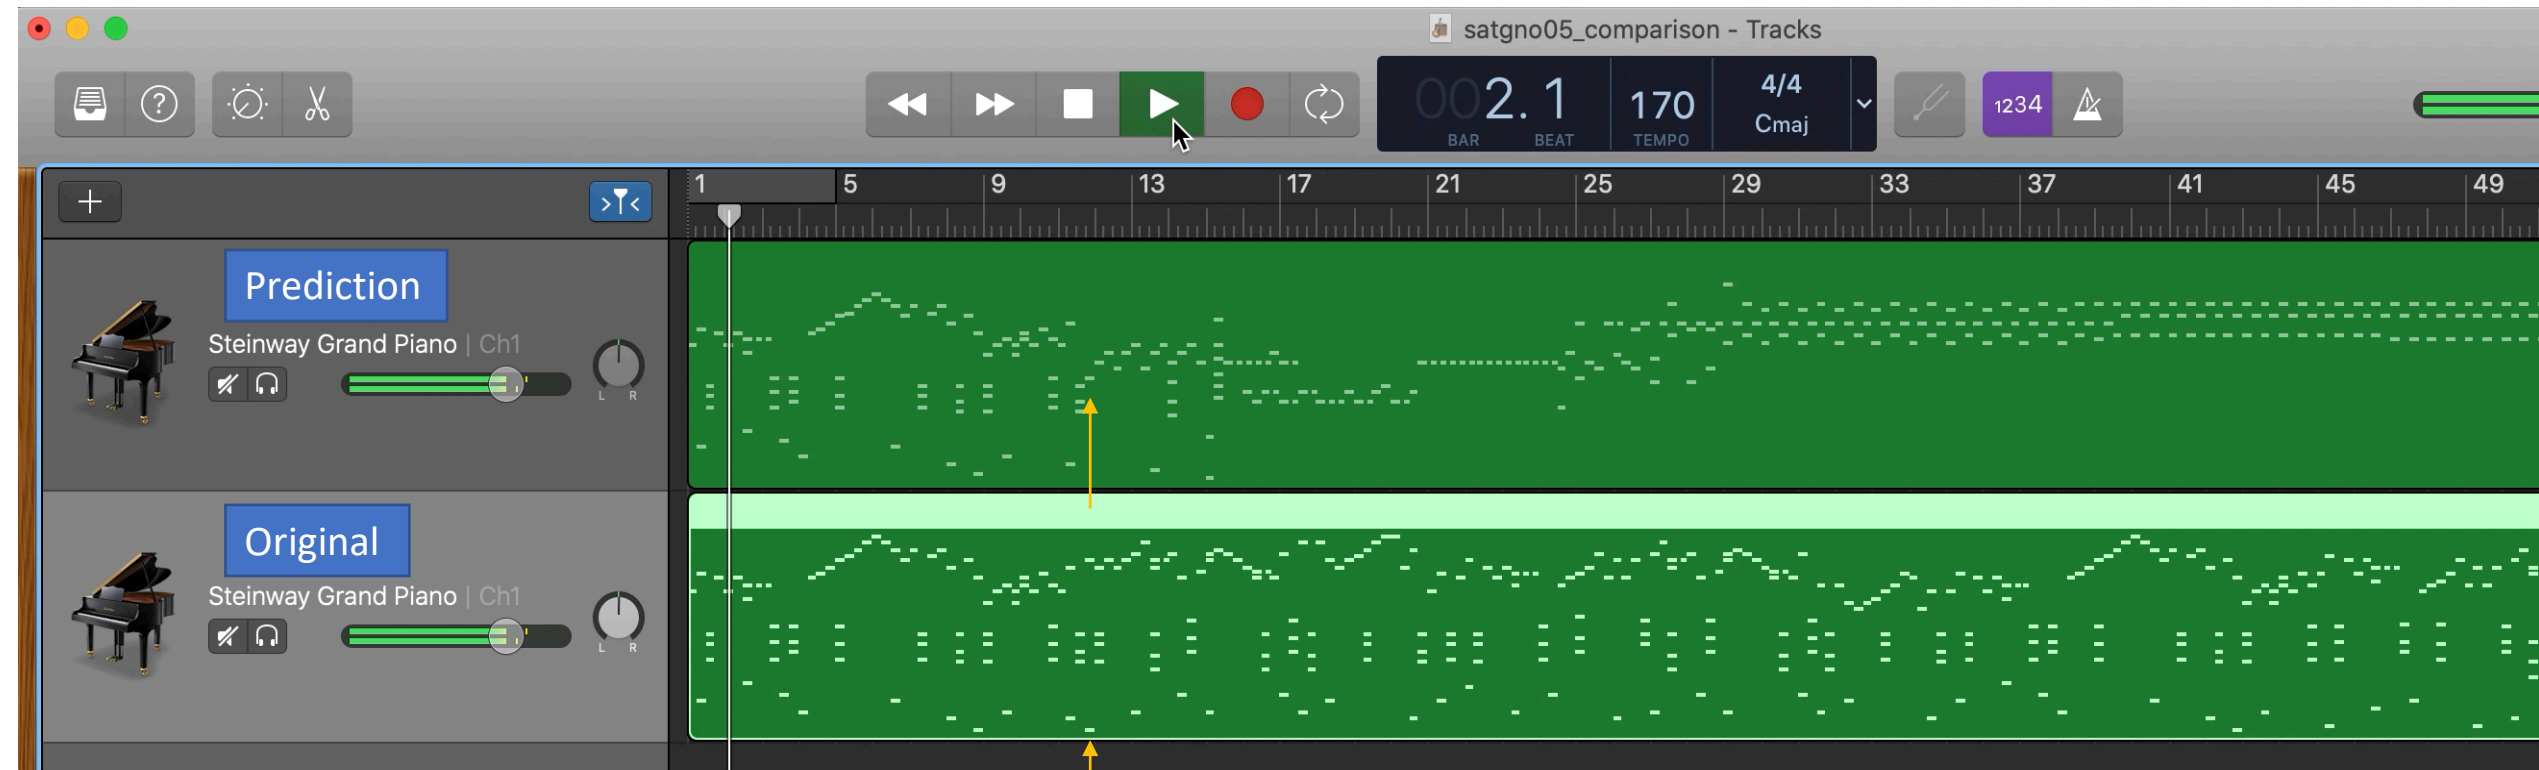 satgno05_comparison - Tracks
002. 1 170 4/4 Cmaj
BAR BEAT TEMPO
1234
1 5 9 13 17 21 25 29 33 37 41 45 49
Prediction
Steinway Grand Piano | Ch1
L R
Original
Steinway Grand Piano | Ch1
L R